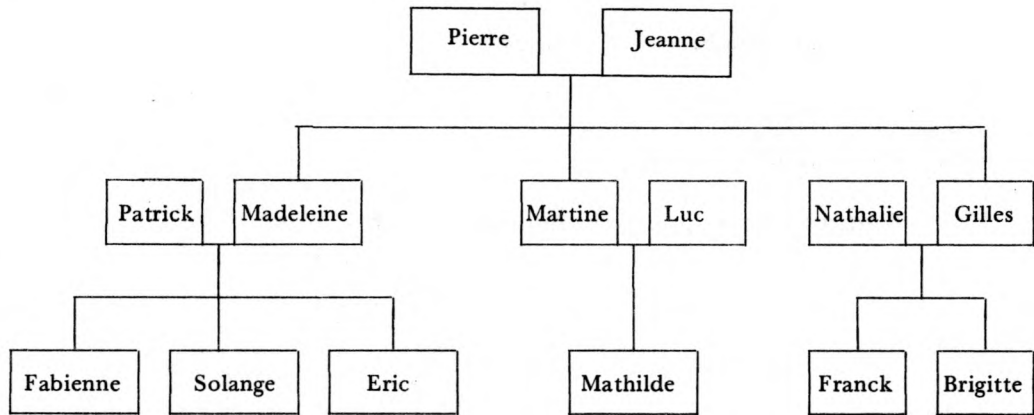 Pierre Jeanne
Patrick Madeleine Martine Luc Nathalie Gilles
Fabienne Solange Eric Mathilde Franck Brigitte